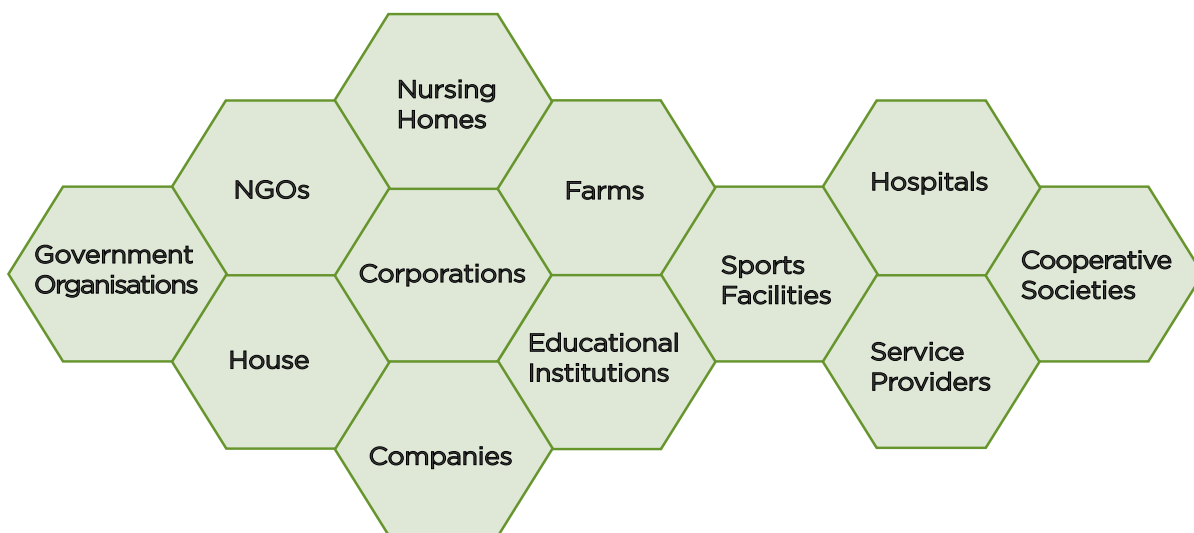 Nursing
Homes
NGOs
Farms
Hospitals
Government
Organisations
Corporations
Sports
Facilities
Cooperative
Societies
House
Educational
Institutions
Service
Providers
Companies